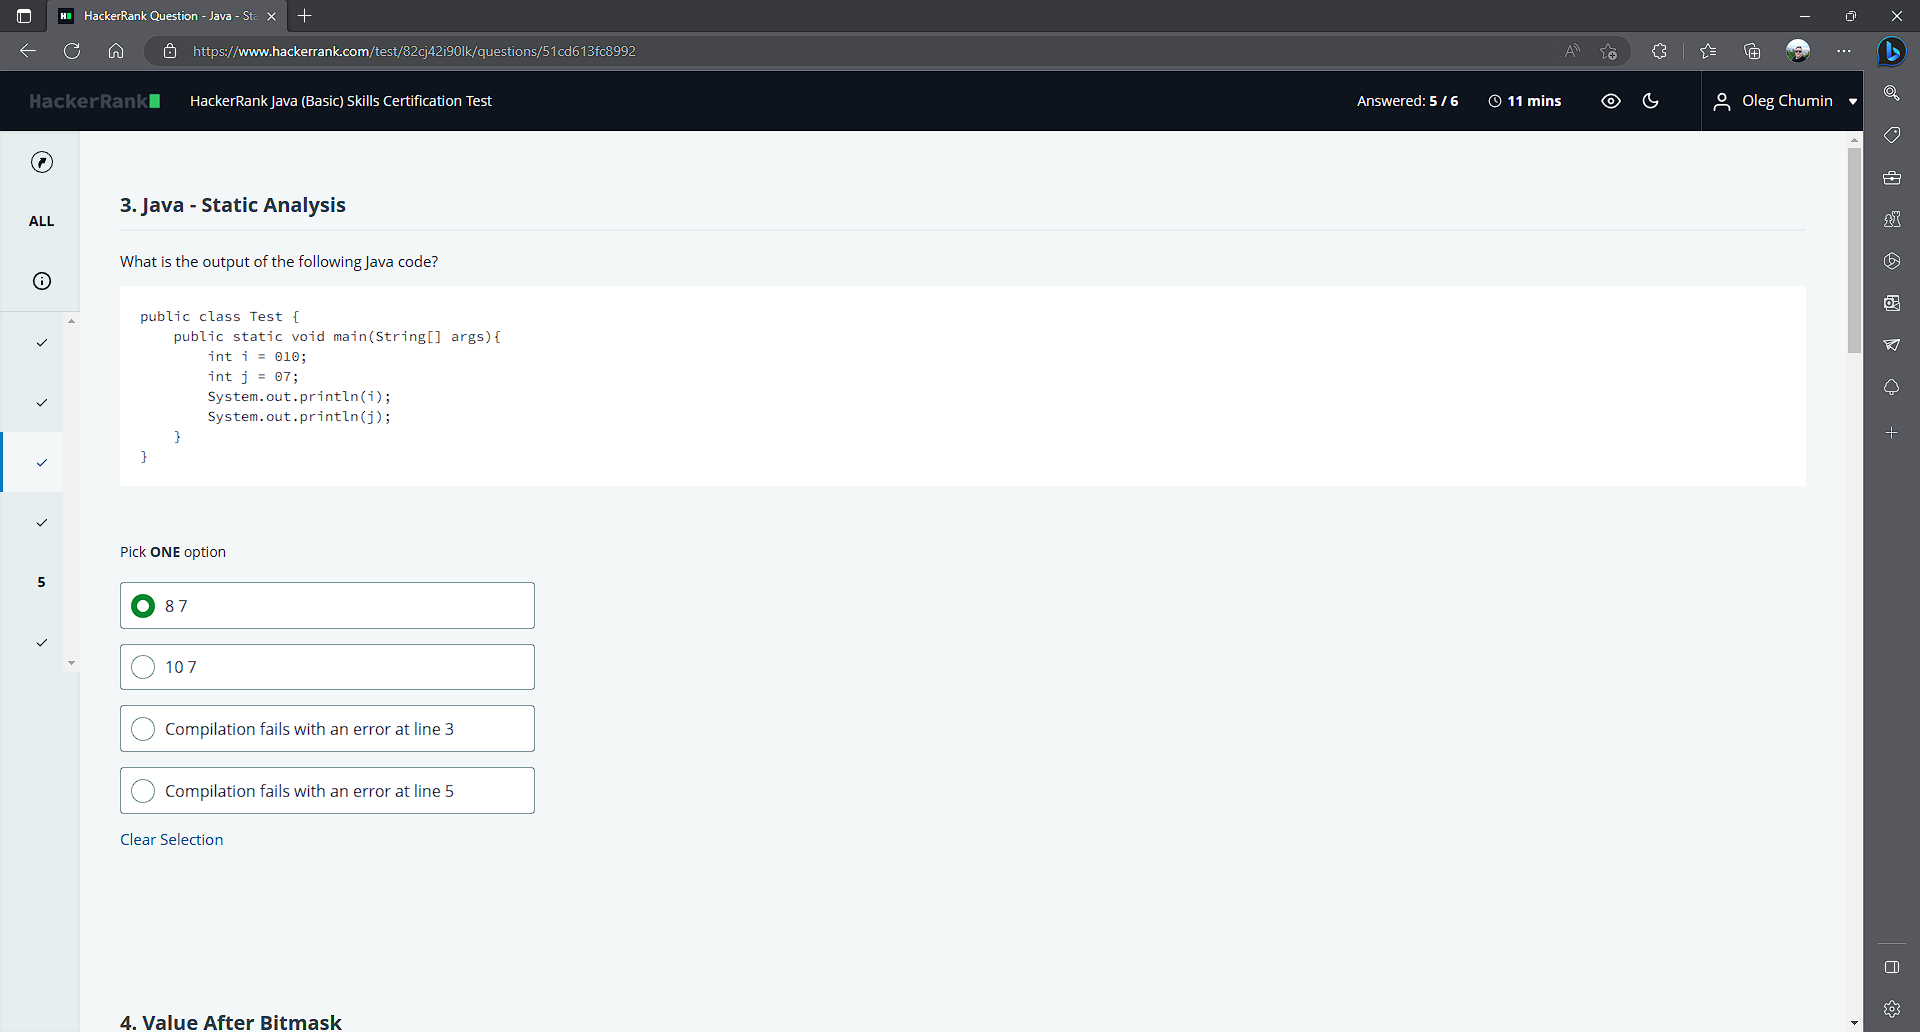 HackerRank Question - Java - Sta
https://www.hackerrank.com/test/82cj42i90lk/questions/51cd613fc8992
HackerRank
HackerRank Java (Basic) Skills Certification Test
Answered: 5 / 6
11 mins
Oleg Chumin
ALL
5
3. Java - Static Analysis
What is the output of the following Java code?
public class Test {
    public static void main(String[] args){
        int i = 010;
        int j = 07;
        System.out.println(i);
        System.out.println(j);
    }
}
Pick ONE option
8 7
10 7
Compilation fails with an error at line 3
Compilation fails with an error at line 5
Clear Selection
4. Value After Bitmask